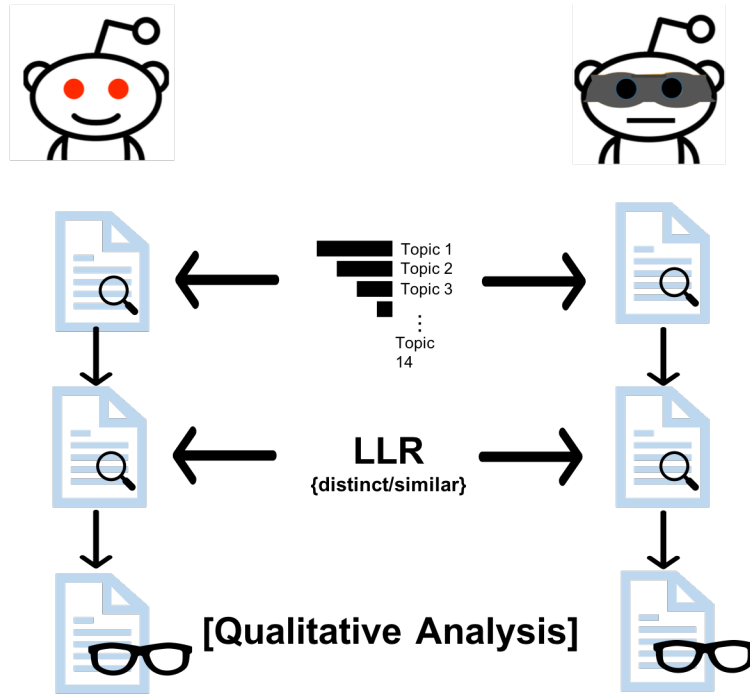 Topic 1
Topic 2
Topic 3
⋮
Topic
14
LLR
{distinct/similar}
[Qualitative Analysis]